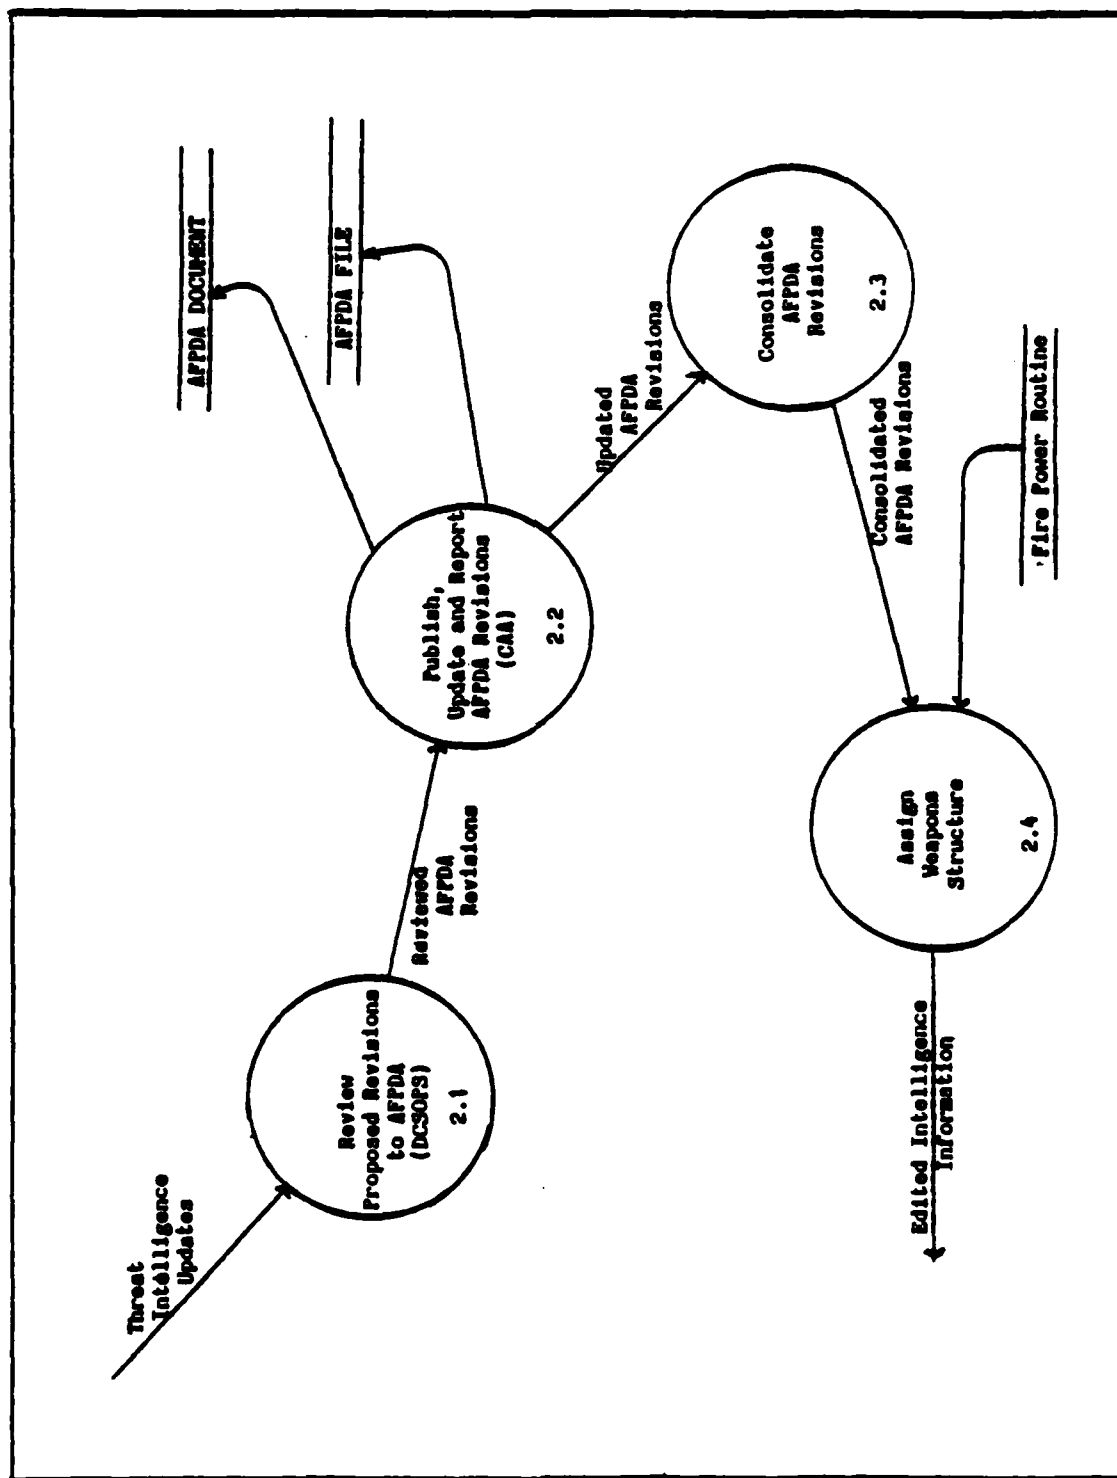 Threat
Intelligence
Updates
Review
Proposed Revisions
to AFPDA
(DCSOPS)
2.1
Reviewed
AFPDA
Revisions
Publish,
Update and Report
AFPDA Revisions
(CAA)
2.2
AFPDA DOCUMENT
AFPDA FILE
Updated
AFPDA
Revisions
Consolidate
AFPDA
Revisions
2.3
Consolidated
AFPDA Revisions
Fire Power Routine
Assign
Weapons
Structure
2.4
Edited Intelligence
Information